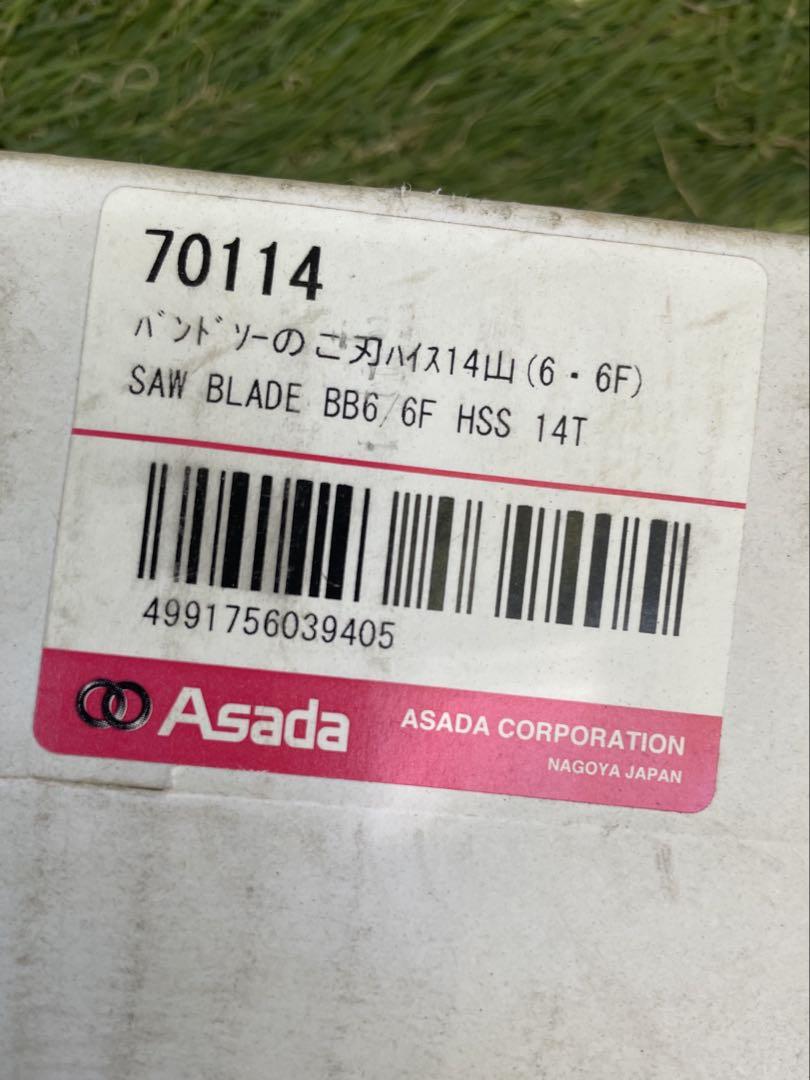 70114
ﾊﾞﾝﾄﾞｿｰのこ刃ﾊｲｽ14山(6・6F)
SAW BLADE BB6/6F HSS 14T
4991756039405
Asada
ASADA CORPORATION
NAGOYA JAPAN